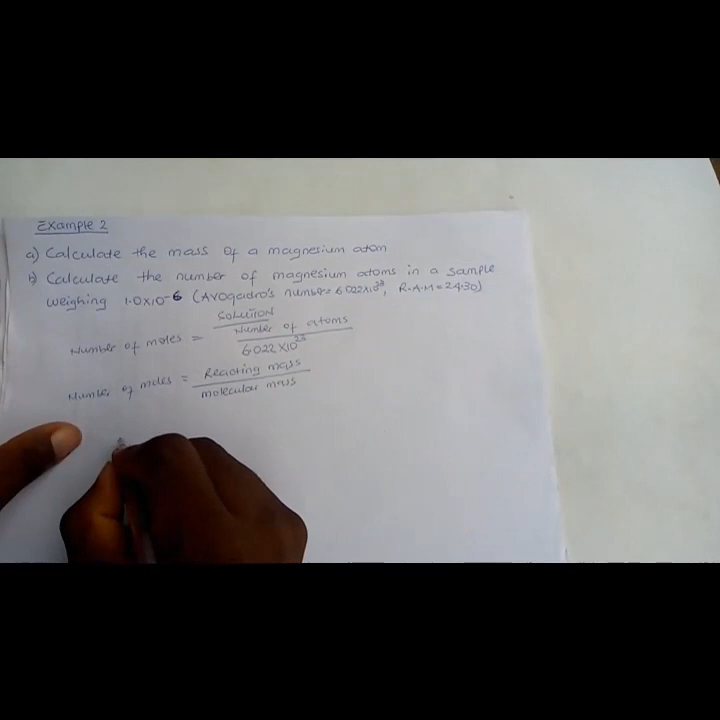 Example 2
a) Calculate the mass of a magnesium atom
b) Calculate the number of magnesium atoms in a sample
weighing 1.0x10-6 (Avogadro's number= 6.022x10²³, R.A.M=24.30)
SOLUTION
Number of moles = Number of atoms
6.022 x10²³
Number of moles = Reacting mass
molecular mass